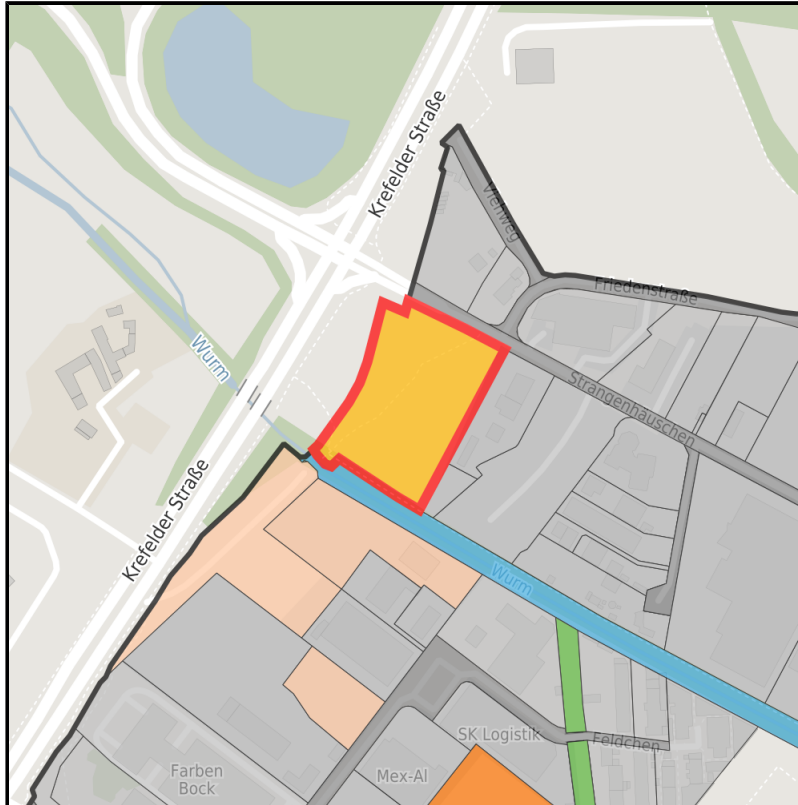 Krefelder Straße
Viehweg
Friedenstraße
Wurm
Strangenhäuschen
Krefelder Straße
Wurm
SK Logistik
Feldchen
Farben
Bock
Mex-Al